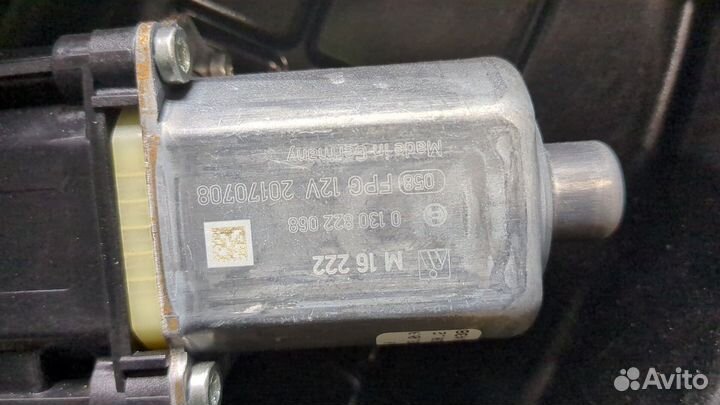 M 16 222
0 130 822 068
058 FPG 12V 20170708
Made in Germany
Avito